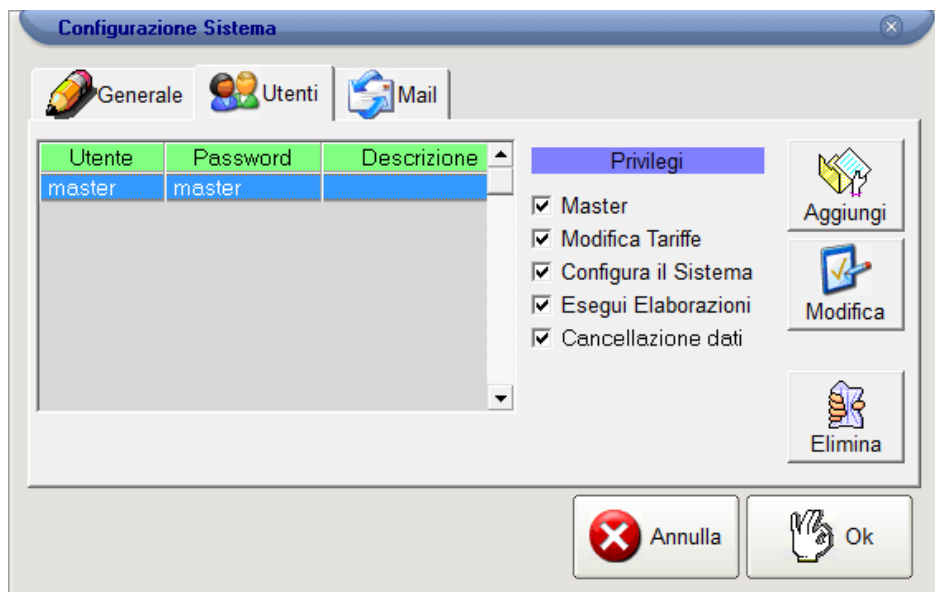 Configurazione Sistema
Generale Utenti Mail
Utente Password Descrizione
master master
Privilegi
Master
Modifica Tariffe
Configura il Sistema
Esegui Elaborazioni
Cancellazione dati
Aggiungi
Modifica
Elimina
Annulla Ok